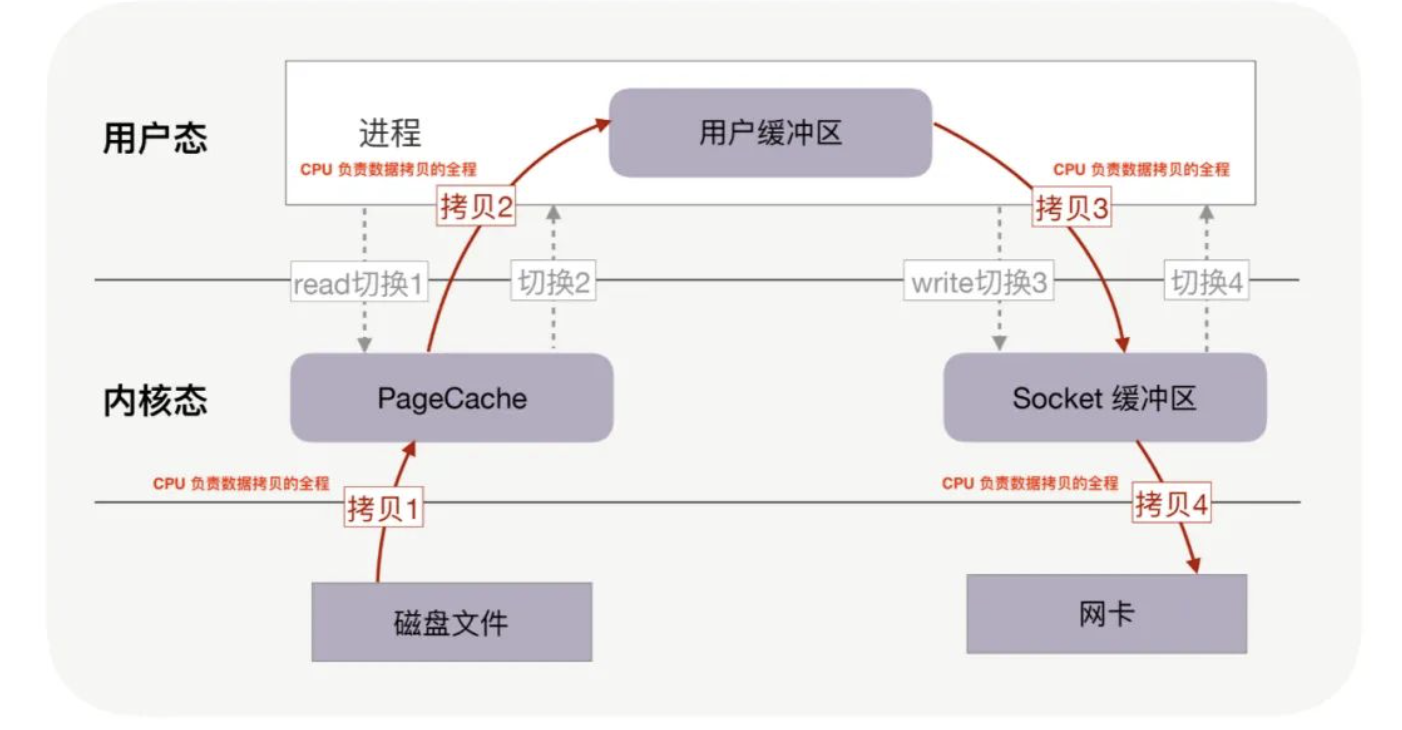 用户态
进程
用户缓冲区
CPU 负责数据拷贝的全程
CPU 负责数据拷贝的全程
拷贝2
拷贝3
read切换1
切换2
write切换3
切换4
内核态
PageCache
Socket 缓冲区
CPU 负责数据拷贝的全程
CPU 负责数据拷贝的全程
拷贝1
拷贝4
磁盘文件
网卡